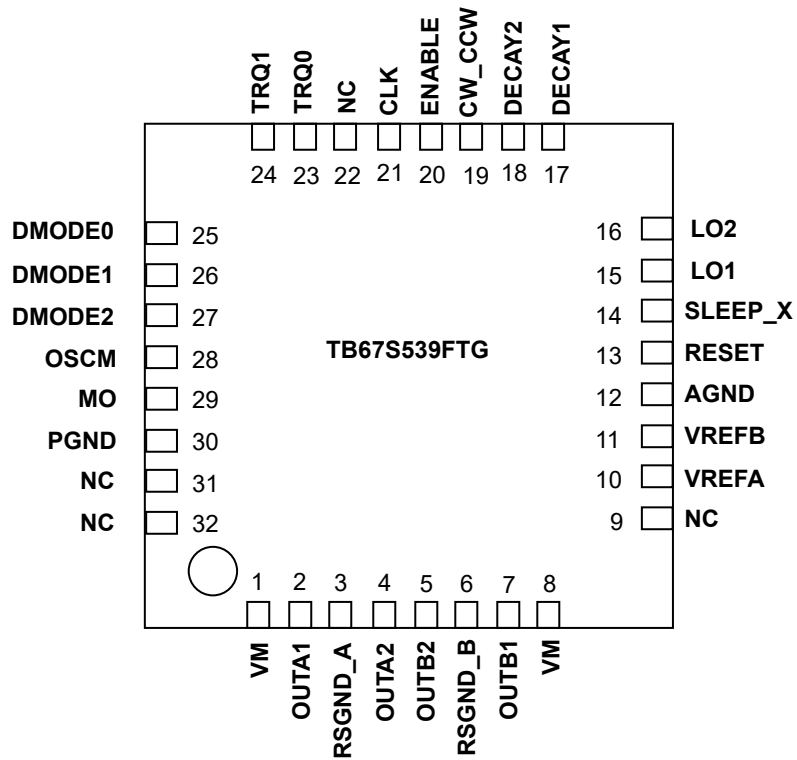 TRQ1
TRQ0
NC
CLK
ENABLE
CW_CCW
DECAY2
DECAY1
24 23 22 21 20 19 18 17
DMODE0 25
DMODE1 26
DMODE2 27
OSCM 28
MO 29
PGND 30
NC 31
NC 32
TB67S539FTG
16 LO2
15 LO1
14 SLEEP_X
13 RESET
12 AGND
11 VREFB
10 VREFA
9 NC
1 2 3 4 5 6 7 8
VM
OUTA1
RSGND_A
OUTA2
OUTB2
RSGND_B
OUTB1
VM